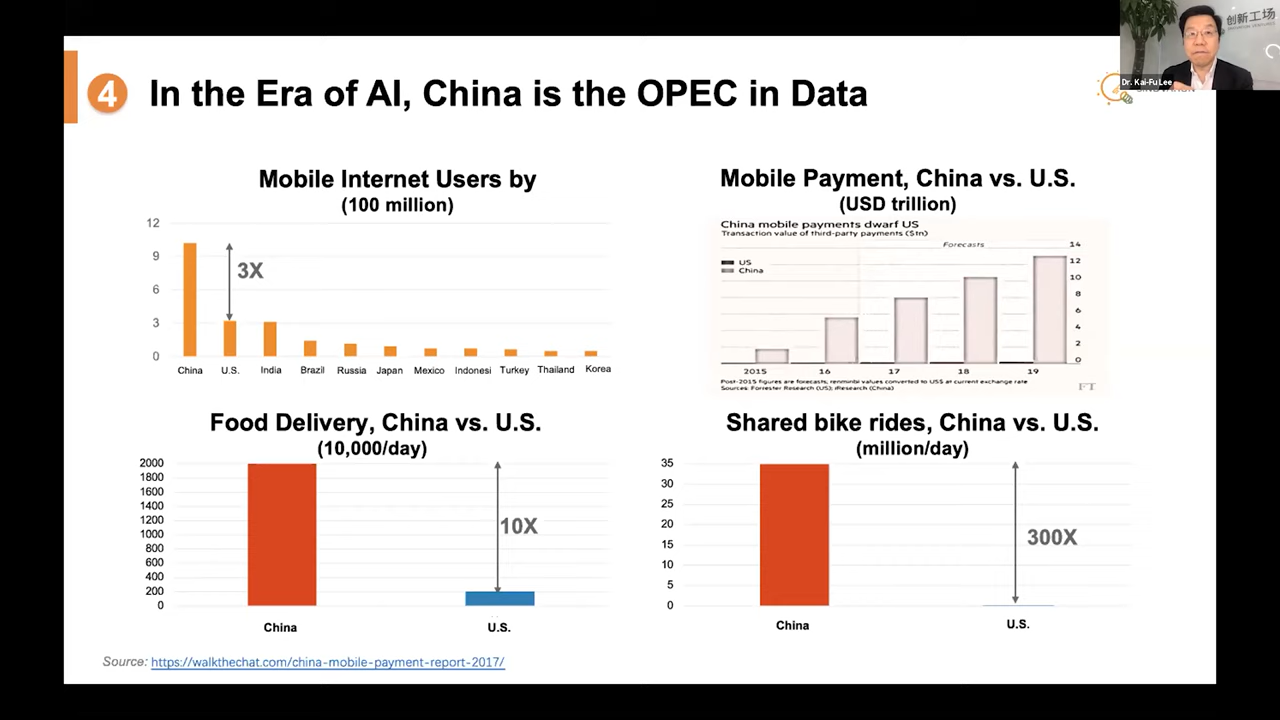 创新工场
Dr. Kai-Fu Lee
4
In the Era of AI, China is the OPEC in Data
Mobile Internet Users by
(100 million)
12
9
6
3
0
3X
China U.S. India Brazil Russia Japan Mexico Indonesi Turkey Thailand Korea
Mobile Payment, China vs. U.S.
(USD trillion)
China mobile payments dwarf US
Transaction value of third-party payments ($tn)
Forecasts
US
China
14
12
10
8
6
4
2
0
2015 16 17 18 19
Post-2015 figures are forecasts, renminbi values converted to US$ at current exchange rate
Sources: Forrester Research (US); iResearch (China)
FT
Food Delivery, China vs. U.S.
(10,000/day)
2000
1800
1600
1400
1200
1000
800
600
400
200
0
10X
China U.S.
Shared bike rides, China vs. U.S.
(million/day)
35
30
25
20
15
10
5
0
300X
China U.S.
Source: https://walkthechat.com/china-mobile-payment-report-2017/